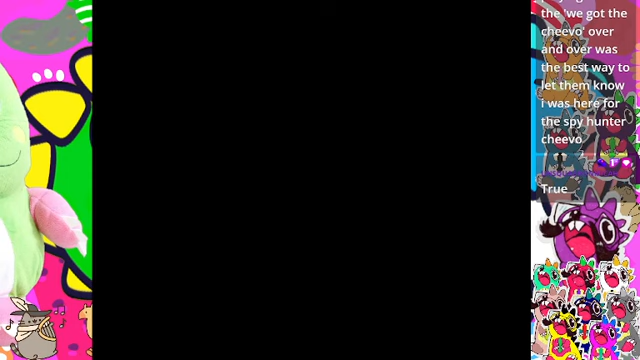 the 'we got the
cheevo' over
and over was
the best way to
let them know
i was here for
the spy hunter
cheevo
True